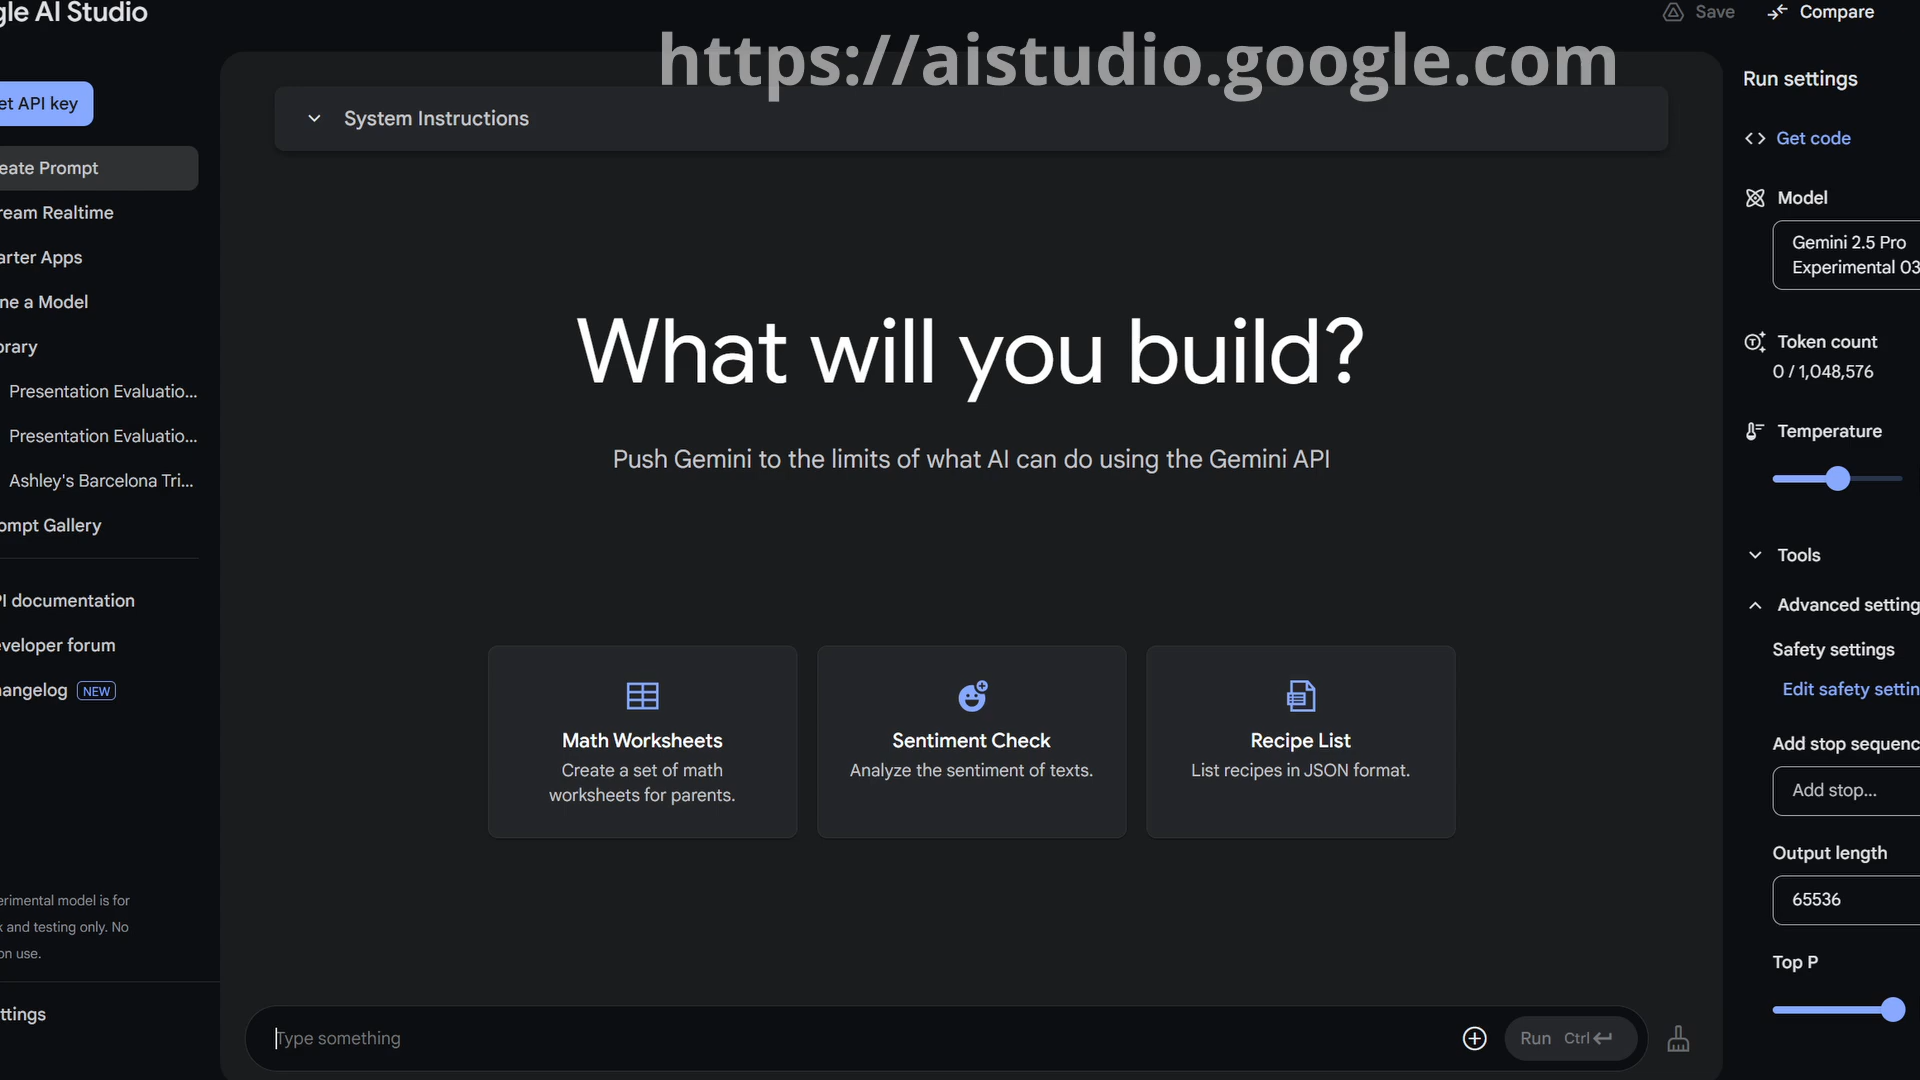 gle AI Studio
Save
Compare
https://aistudio.google.com
et API key
eate Prompt
ream Realtime
arter Apps
ne a Model
brary
Presentation Evaluatio...
Presentation Evaluatio...
Ashley's Barcelona Tri...
ompt Gallery
PI documentation
eveloper forum
angelog NEW
erimental model is for
k and testing only. No
on use.
ttings
System Instructions
What will you build?
Push Gemini to the limits of what AI can do using the Gemini API
Math Worksheets
Create a set of math
worksheets for parents.
Sentiment Check
Analyze the sentiment of texts.
Recipe List
List recipes in JSON format.
Type something
Run Ctrl
Run settings
Get code
Model
Gemini 2.5 Pro
Experimental 03
Token count
0 / 1,048,576
Temperature
Tools
Advanced setting
Safety settings
Edit safety settin
Add stop sequenc
Add stop...
Output length
65536
Top P